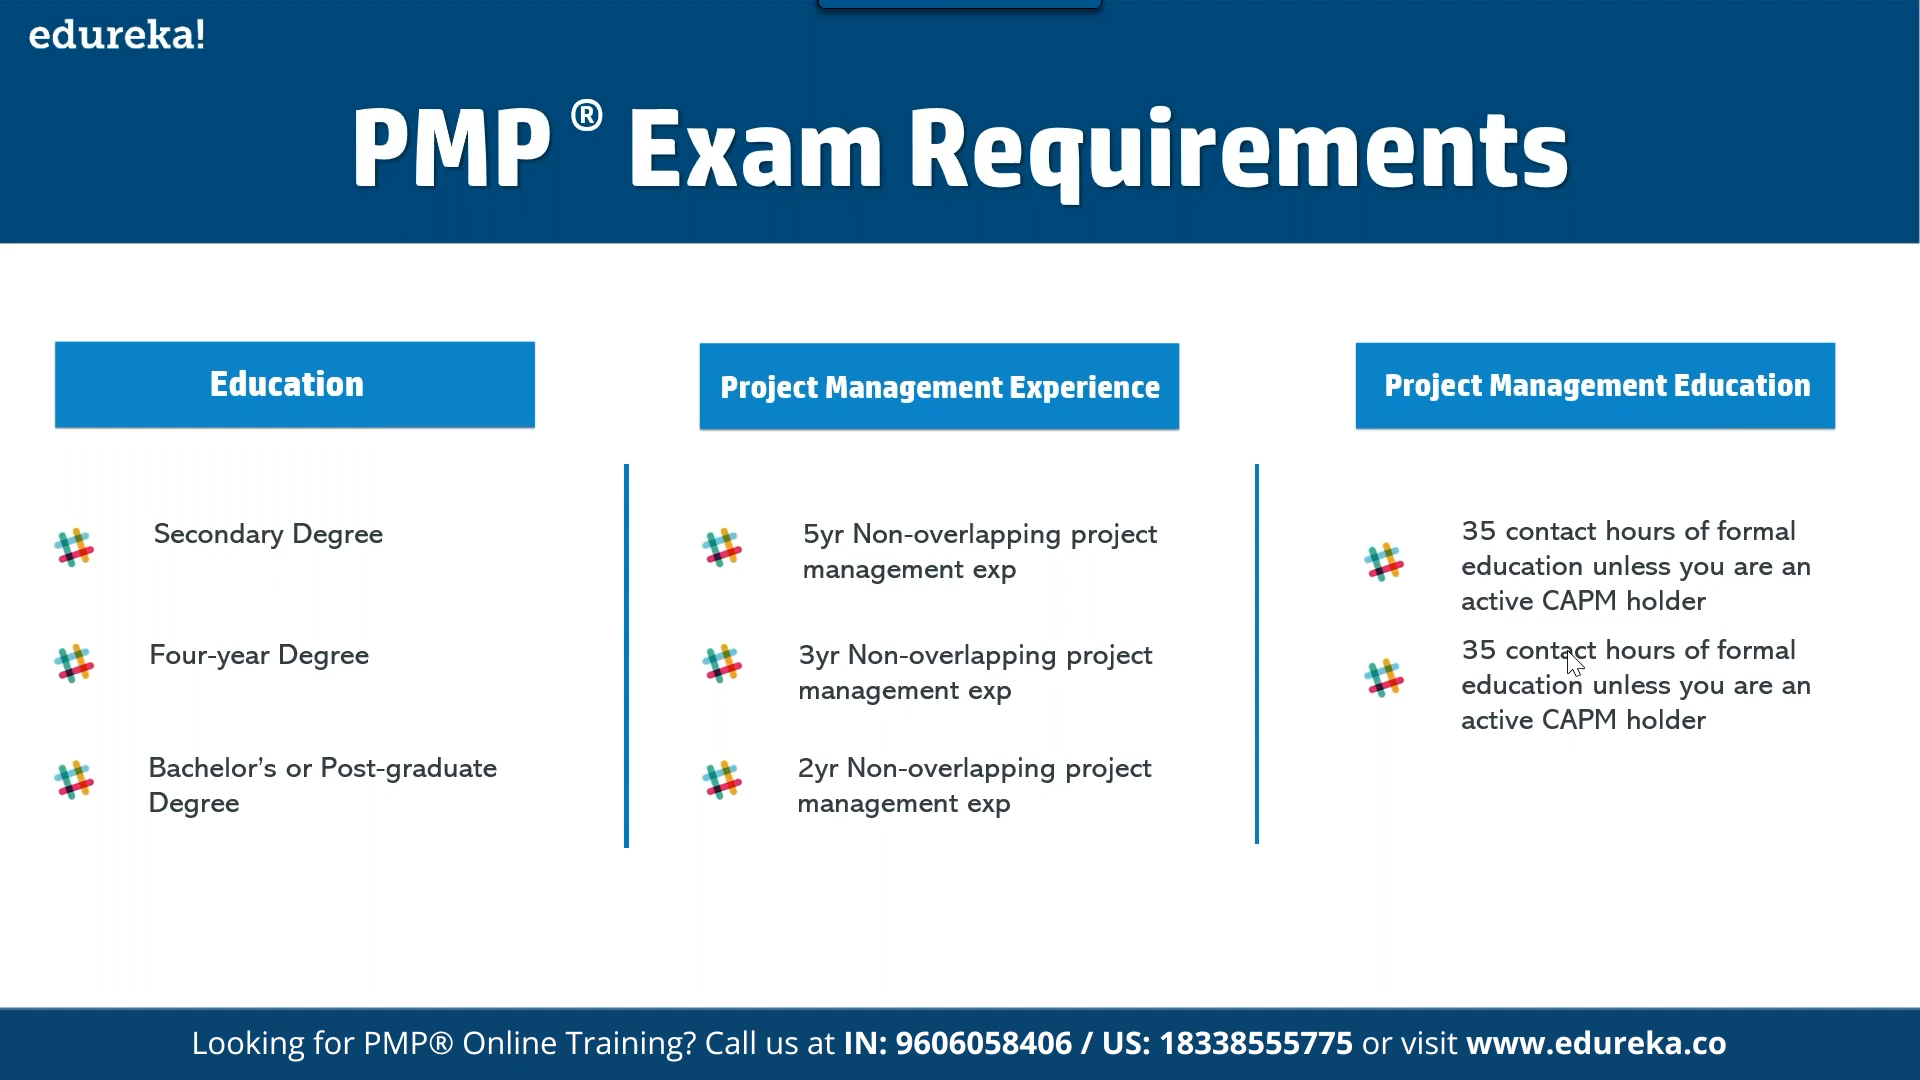 edureka!
PMP® Exam Requirements
Education
Secondary Degree
Four-year Degree
Bachelor’s or Post-graduate
Degree
Project Management Experience
5yr Non-overlapping project
management exp
3yr Non-overlapping project
management exp
2yr Non-overlapping project
management exp
Project Management Education
35 contact hours of formal
education unless you are an
active CAPM holder
35 contact hours of formal
education unless you are an
active CAPM holder
Looking for PMP® Online Training? Call us at IN: 9606058406 / US: 18338555775 or visit www.edureka.co